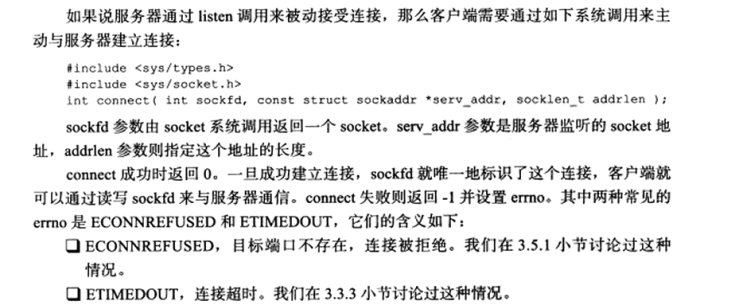 如果说服务器通过 listen 调用来被动接受连接，那么客户端需要通过如下系统调用来主
动与服务器建立连接：
#include <sys/types.h>
#include <sys/socket.h>
int connect( int sockfd, const struct sockaddr *serv_addr, socklen_t addrlen );
sockfd 参数由 socket 系统调用返回一个 socket。serv_addr 参数是服务器监听的 socket 地
址，addrlen 参数则指定这个地址的长度。
connect 成功时返回 0。一旦成功建立连接，sockfd 就唯一地标识了这个连接，客户端就
可以通过读写 sockfd 来与服务器通信。connect 失败则返回 -1 并设置 errno。其中两种常见的
errno 是 ECONNREFUSED 和 ETIMEDOUT，它们的含义如下：
❑ ECONNREFUSED，目标端口不存在，连接被拒绝。我们在 3.5.1 小节讨论过这种
情况。
❑ ETIMEDOUT，连接超时。我们在 3.3.3 小节讨论过这种情况。